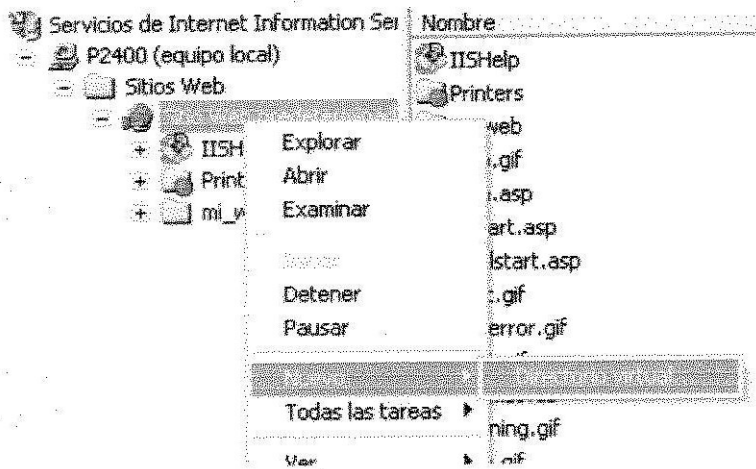 Servicios de Internet Information Ser
P2400 (equipo local)
Sitios Web
IISH
Print
mi_w
Explorar
Abrir
Examinar
Detener
Pausar
Todas las tareas
Ver
Nombre
IISHelp
Printers
web
.gif
.asp
art.asp
lstart.asp
.gif
error.gif
ning.gif
.gif